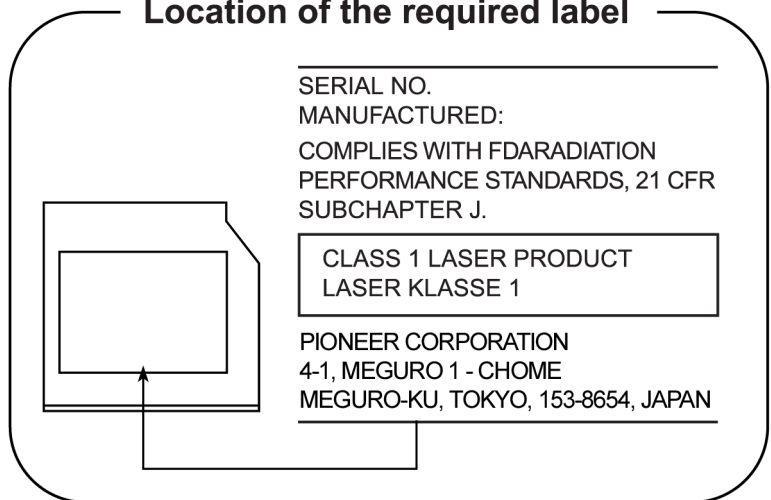 Location of the required label
SERIAL NO.
MANUFACTURED:
COMPLIES WITH FDARADIATION
PERFORMANCE STANDARDS, 21 CFR
SUBCHAPTER J.
CLASS 1 LASER PRODUCT
LASER KLASSE 1
PIONEER CORPORATION
4-1, MEGURO 1 - CHOME
MEGURO-KU, TOKYO, 153-8654, JAPAN